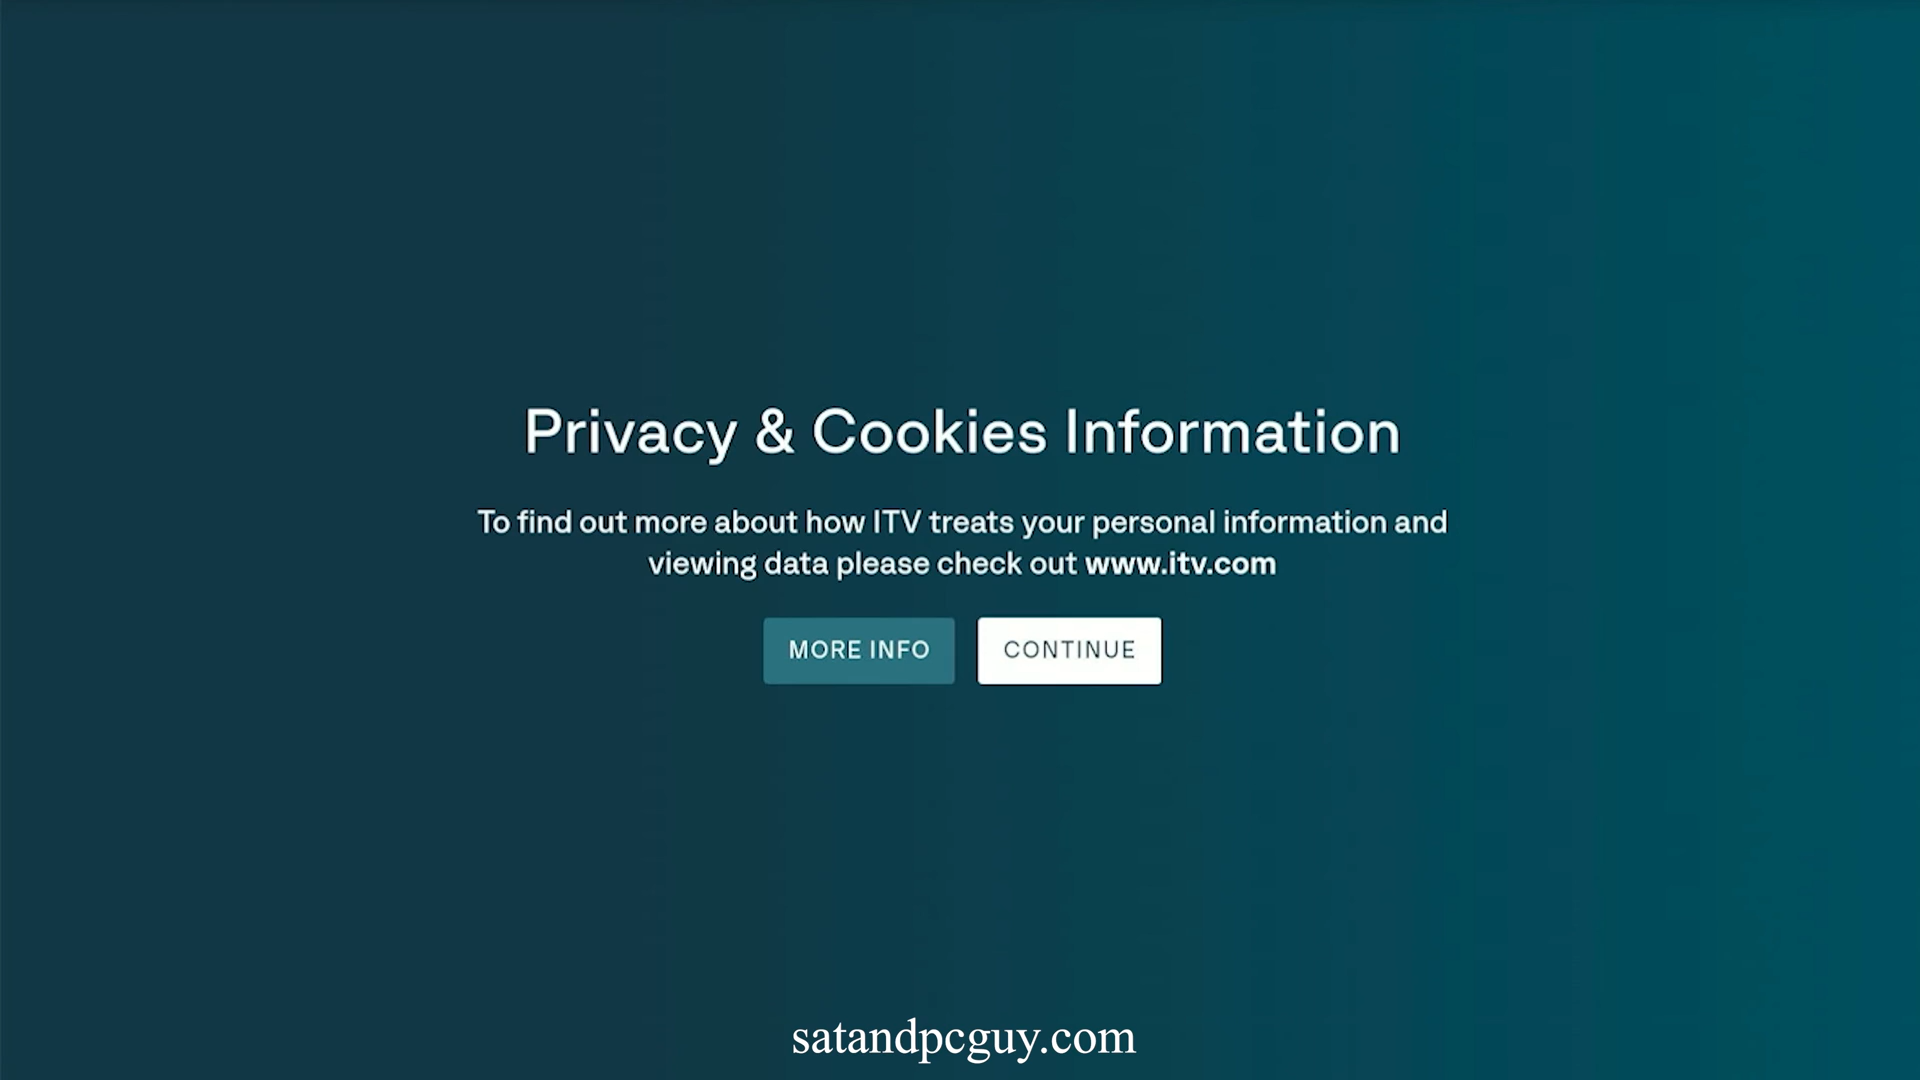 Privacy & Cookies Information
To find out more about how ITV treats your personal information and
viewing data please check out www.itv.com
MORE INFO
CONTINUE
satandpcguy.com